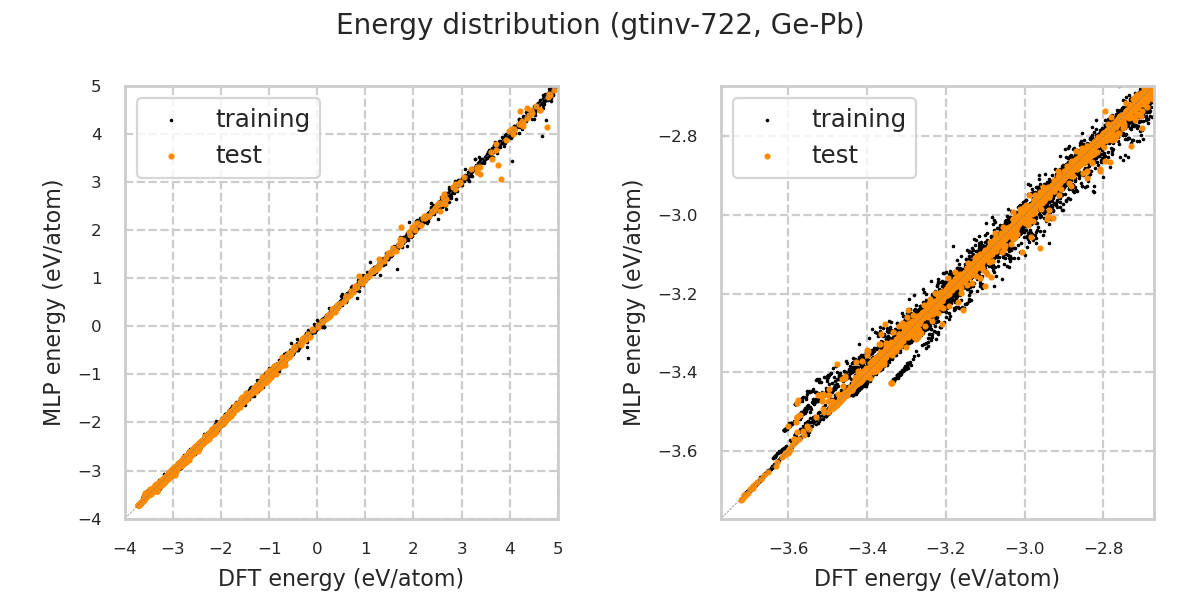 Energy distribution (gtinv-722, Ge-Pb)
MLP energy (eV/atom)
5
4
3
2
1
0
−1
−2
−3
−4
training
test
−4 −3 −2 −1 0 1 2 3 4 5
DFT energy (eV/atom)
MLP energy (eV/atom)
−2.8
−3.0
−3.2
−3.4
−3.6
training
test
−3.6 −3.4 −3.2 −3.0 −2.8
DFT energy (eV/atom)